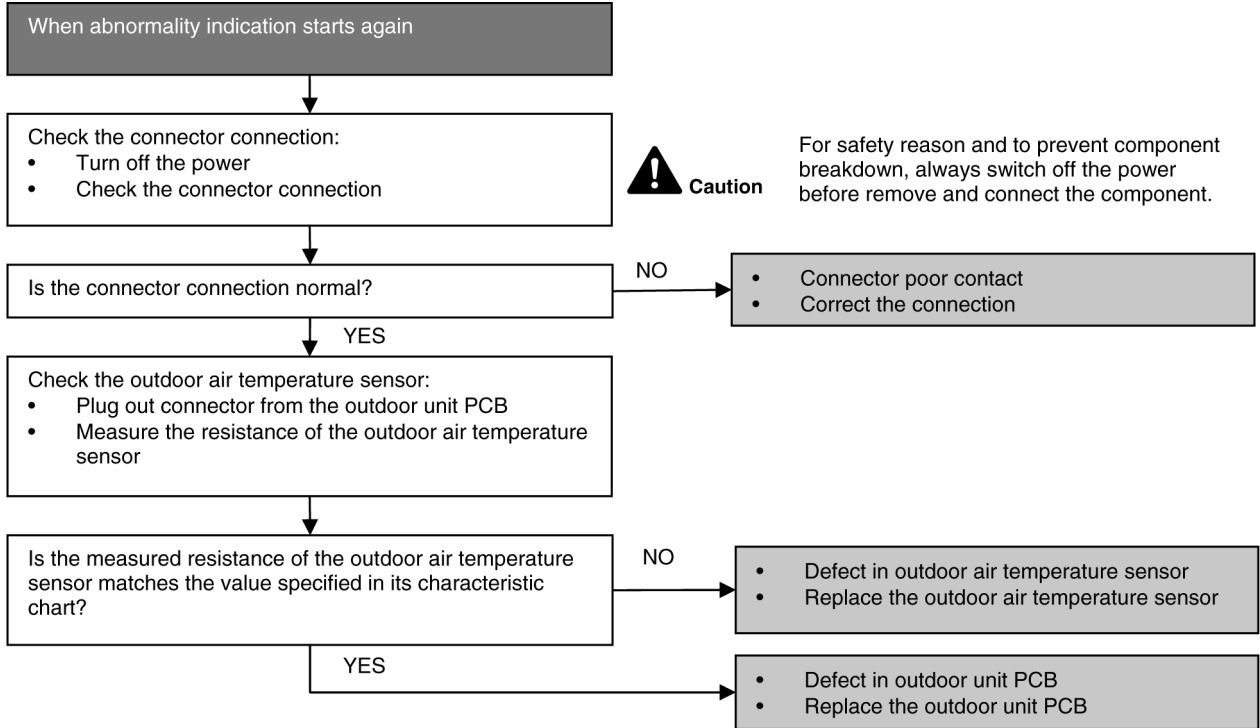 When abnormality indication starts again
Check the connector connection:
• Turn off the power
• Check the connector connection
Caution
For safety reason and to prevent component
breakdown, always switch off the power
before remove and connect the component.
Is the connector connection normal?
NO
• Connector poor contact
• Correct the connection
YES
Check the outdoor air temperature sensor:
• Plug out connector from the outdoor unit PCB
• Measure the resistance of the outdoor air temperature
sensor
Is the measured resistance of the outdoor air temperature
sensor matches the value specified in its characteristic
chart?
NO
• Defect in outdoor air temperature sensor
• Replace the outdoor air temperature sensor
YES
• Defect in outdoor unit PCB
• Replace the outdoor unit PCB